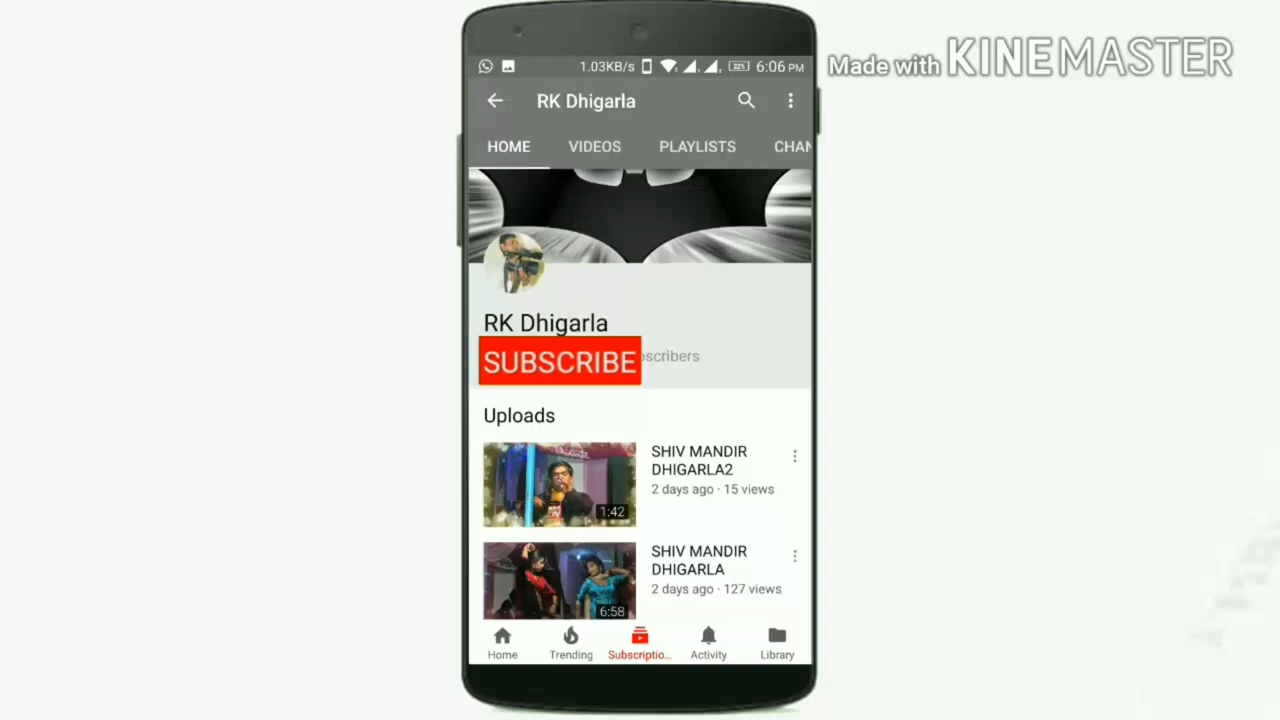 Made with KINEMASTER
1.03KB/s 6:06 PM
RK Dhigarla
HOME VIDEOS PLAYLISTS CHAN
RK Dhigarla
SUBSCRIBE bscribers
Uploads
SHIV MANDIR
DHIGARLA2
2 days ago · 15 views
1:42
SHIV MANDIR
DHIGARLA
2 days ago · 127 views
6:58
Home Trending Subscriptio... Activity Library